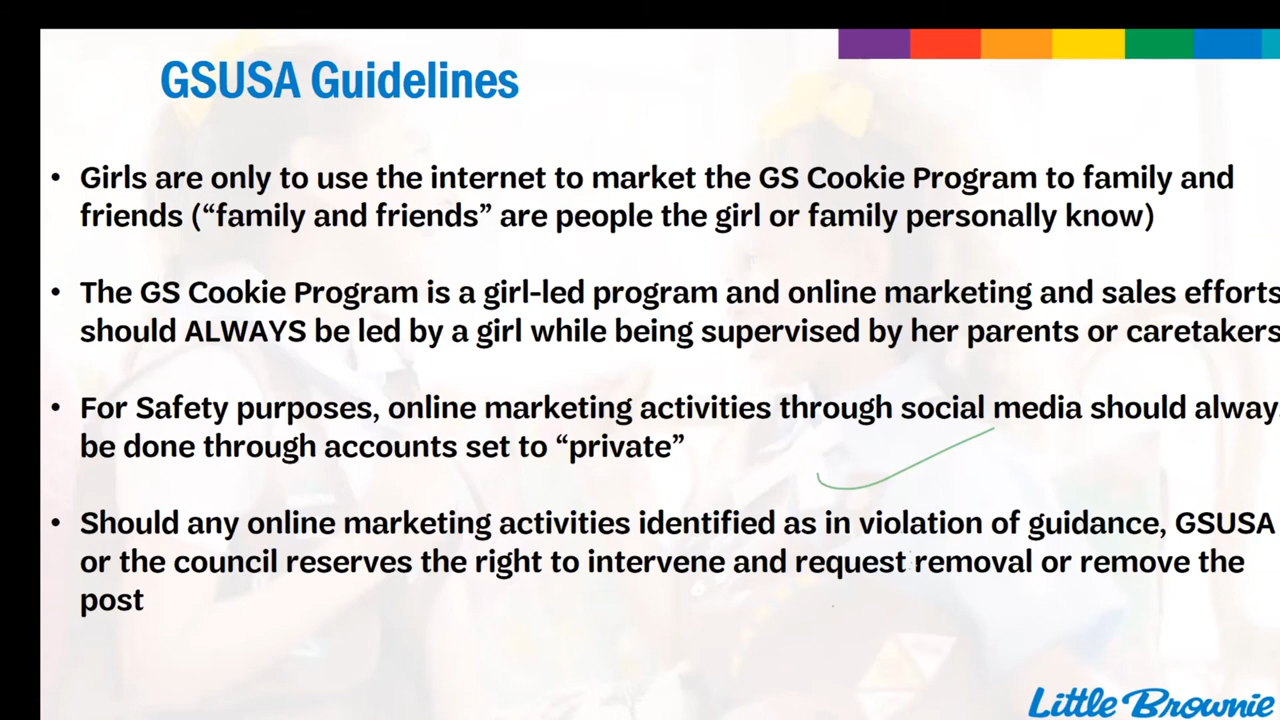 GSUSA Guidelines
• Girls are only to use the internet to market the GS Cookie Program to family and
friends (“family and friends” are people the girl or family personally know)
• The GS Cookie Program is a girl-led program and online marketing and sales efforts
should ALWAYS be led by a girl while being supervised by her parents or caretakers
• For Safety purposes, online marketing activities through social media should always
be done through accounts set to “private”
• Should any online marketing activities identified as in violation of guidance, GSUSA
or the council reserves the right to intervene and request removal or remove the
post
Little Brownie